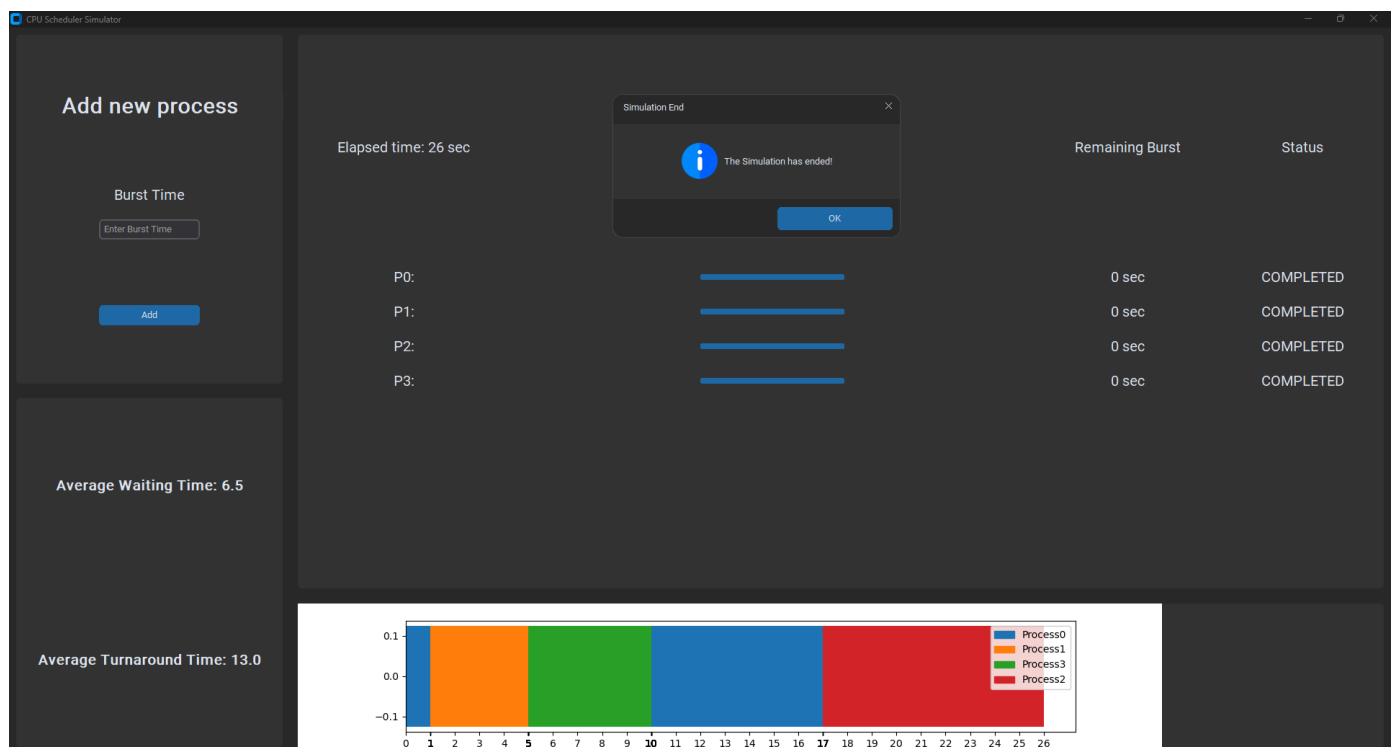 CPU Scheduler Simulator
Add new process
Burst Time
Enter Burst Time
Add
Average Waiting Time: 6.5
Average Turnaround Time: 13.0
Elapsed time: 26 sec
Remaining Burst
Status
Simulation End
The Simulation has ended!
OK
P0:
0 sec
COMPLETED
P1:
0 sec
COMPLETED
P2:
0 sec
COMPLETED
P3:
0 sec
COMPLETED
0.1
0.0
−0.1
Process0
Process1
Process3
Process2
0 1 2 3 4 5 6 7 8 9 10 11 12 13 14 15 16 17 18 19 20 21 22 23 24 25 26